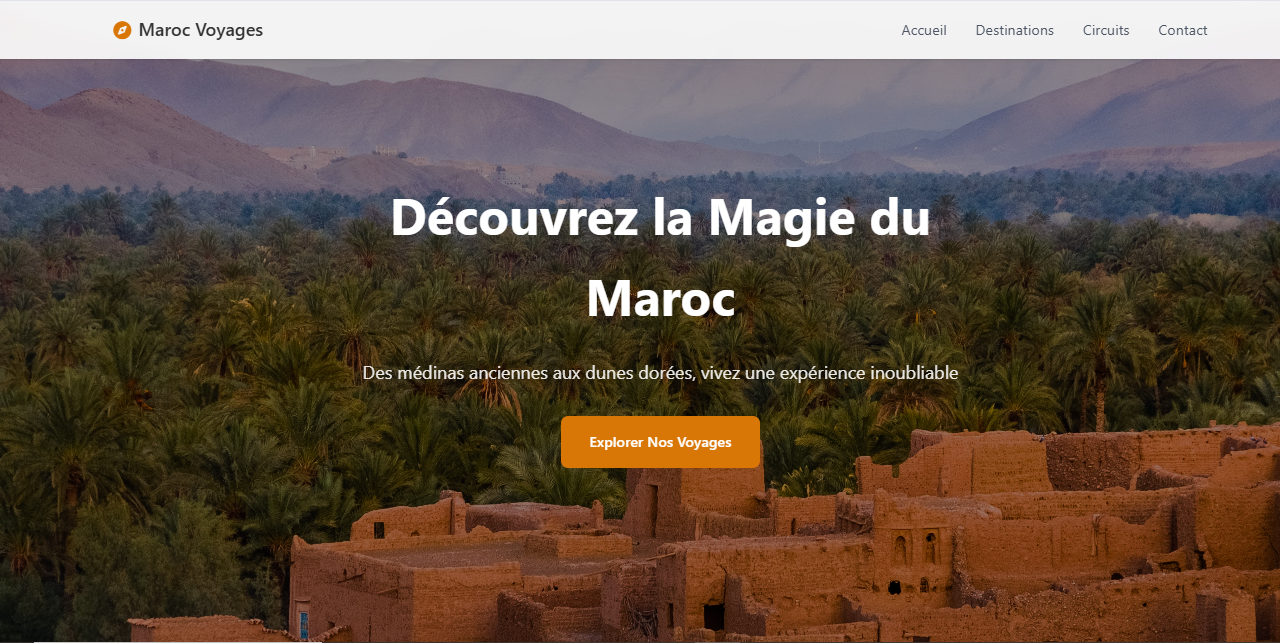 Maroc Voyages
Accueil Destinations Circuits Contact
Découvrez la Magie du
Maroc
Des médinas anciennes aux dunes dorées, vivez une expérience inoubliable
Explorer Nos Voyages